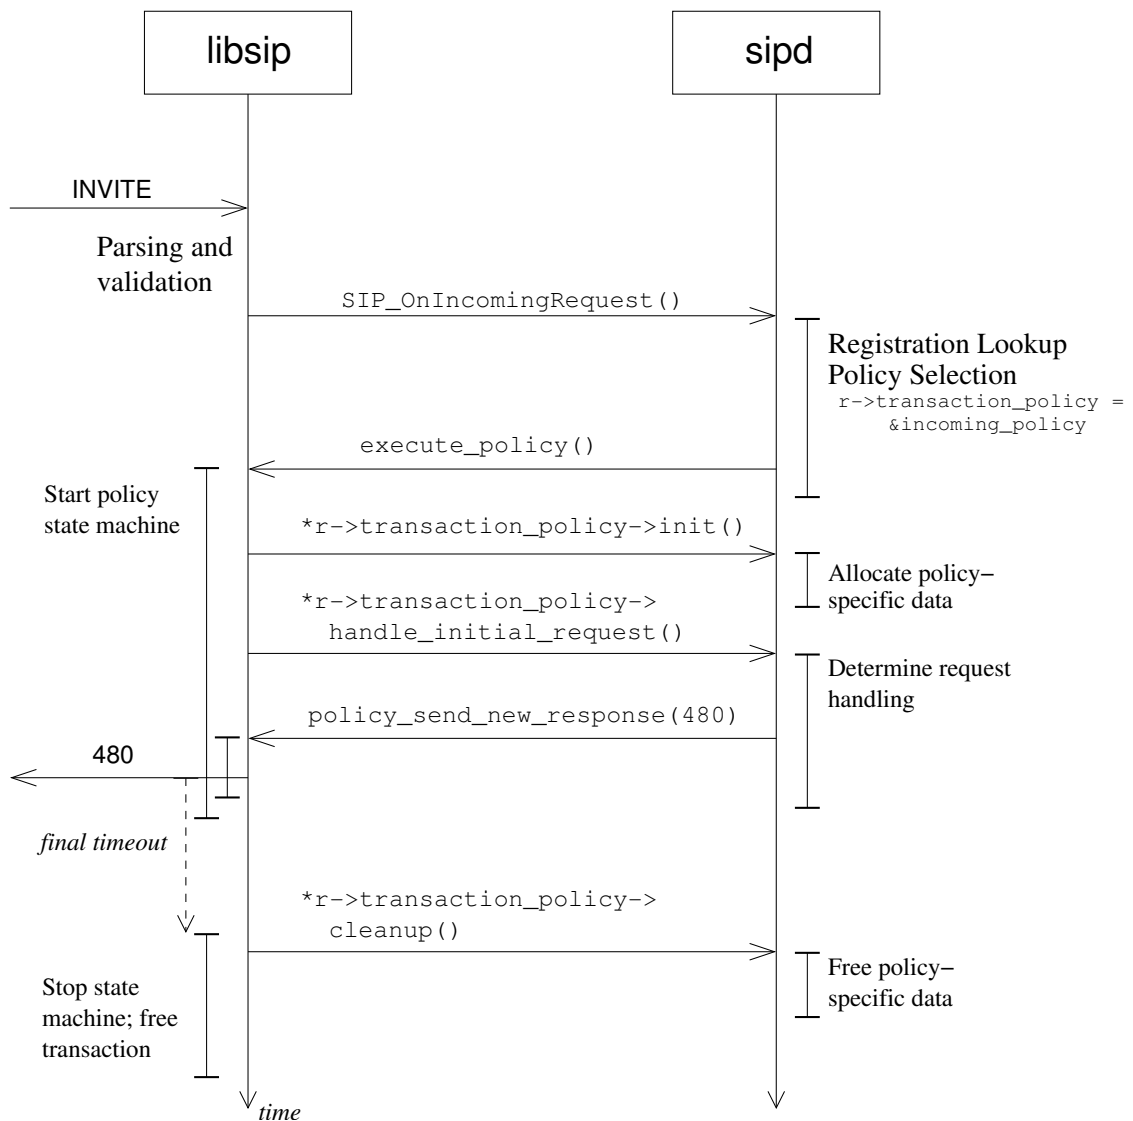 libsip
sipd
INVITE
Parsing and
validation
SIP_OnIncomingRequest()
Registration Lookup
Policy Selection
r->transaction_policy =
&incoming_policy
execute_policy()
Start policy
state machine
*r->transaction_policy->init()
Allocate policy-
specific data
*r->transaction_policy->
handle_initial_request()
Determine request
handling
policy_send_new_response(480)
480
final timeout
*r->transaction_policy->
cleanup()
Free policy-
specific data
Stop state
machine; free
transaction
time